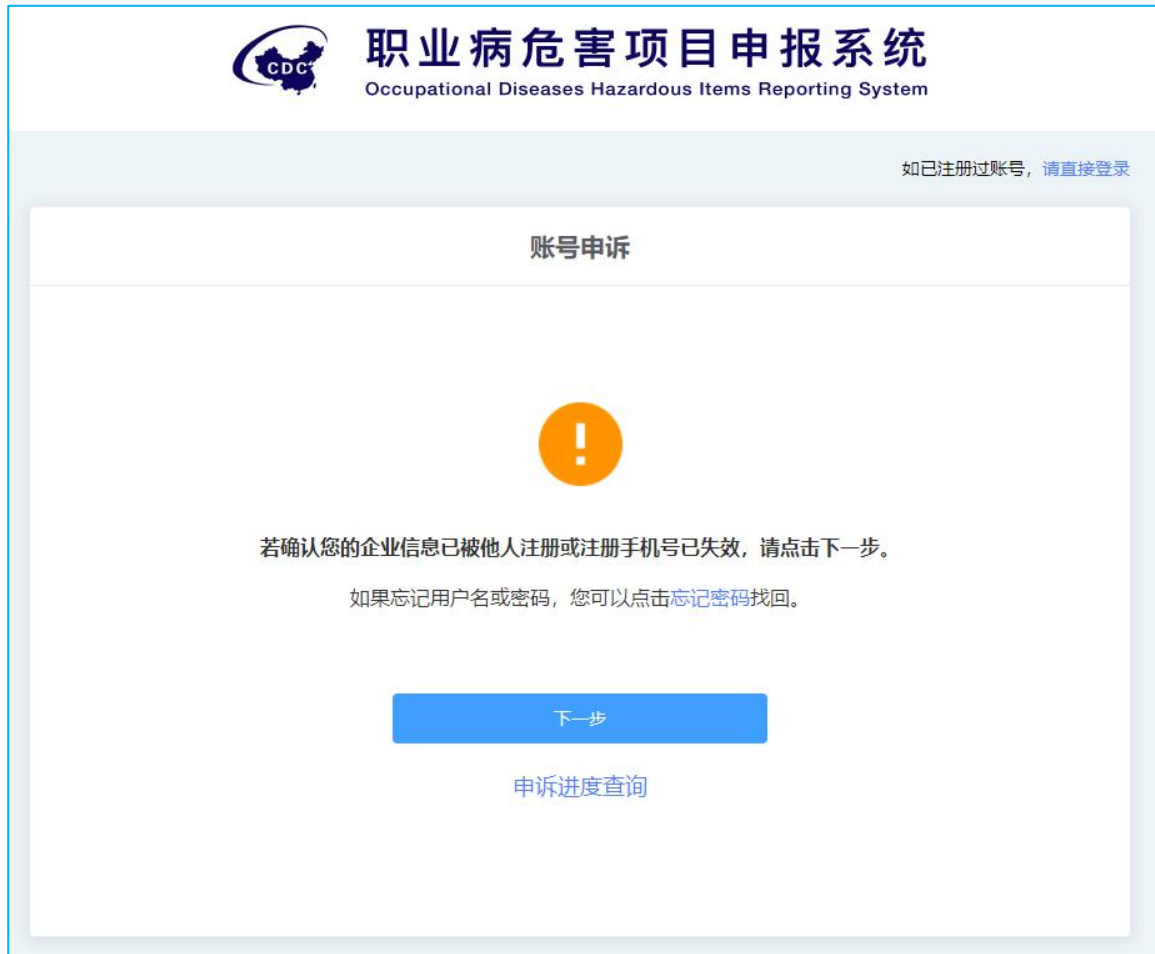 CDC
职业病危害项目申报系统
Occupational Diseases Hazardous Items Reporting System
如已注册过账号，请直接登录
账号申诉
若确认您的企业信息已被他人注册或注册手机号已失效，请点击下一步。
如果忘记用户名或密码，您可以点击忘记密码找回。
下一步
申诉进度查询